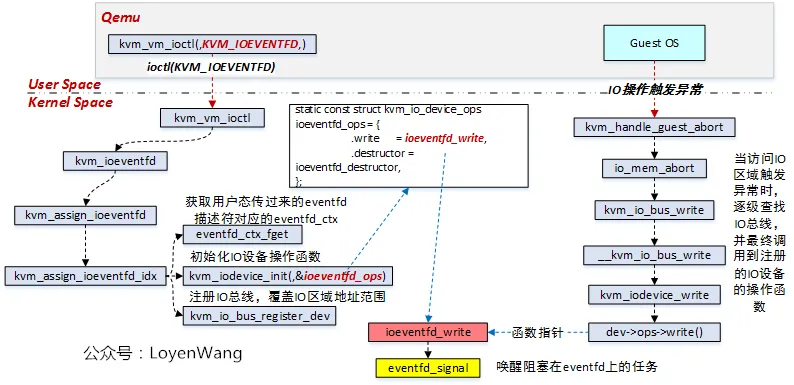 Qemu
kvm_vm_ioctl(,KVM_IOEVENTFD,)
ioctl(KVM_IOEVENTFD)
Guest OS
User Space
Kernel Space
IO操作触发异常
kvm_vm_ioctl
kvm_ioeventfd
kvm_assign_ioeventfd
kvm_assign_ioeventfd_idx
static const struct kvm_io_device_ops
ioeventfd_ops = {
.write = ioeventfd_write,
.destructor =
ioeventfd_destructor,
};
获取用户态传过来的eventfd
描述符对应的eventfd_ctx
eventfd_ctx_fget
初始化IO设备操作函数
kvm_iodevice_init(,&ioeventfd_ops)
注册IO总线，覆盖IO区域地址范围
kvm_io_bus_register_dev
kvm_handle_guest_abort
io_mem_abort
kvm_io_bus_write
__kvm_io_bus_write
kvm_iodevice_write
dev->ops->write()
当访问IO
区域触发
异常时，
逐级查找
IO总线，
并最终调
用到注册
的IO设备
的操作函
数
函数指针
ioeventfd_write
eventfd_signal
唤醒阻塞在eventfd上的任务
公众号：LoyenWang